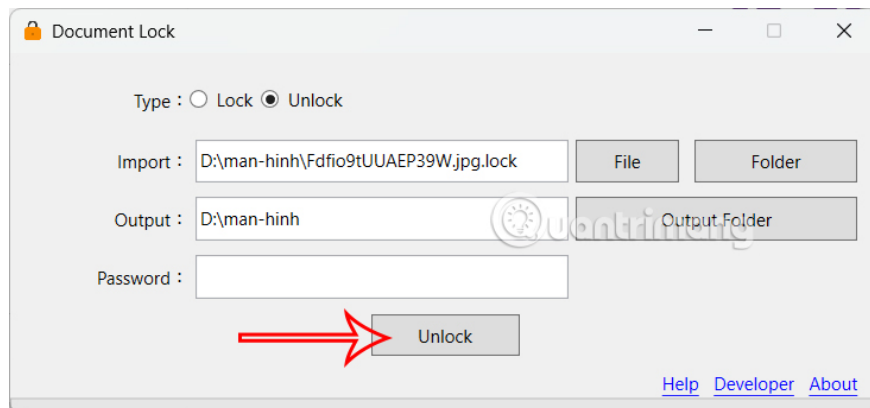 Document Lock
Type : Lock Unlock
Import : D:\man-hinh\Fdfio9tUUAEP39W.jpg.lock File Folder
Output : D:\man-hinh Output Folder
Quantrimang
Password :
Unlock
Help Developer About